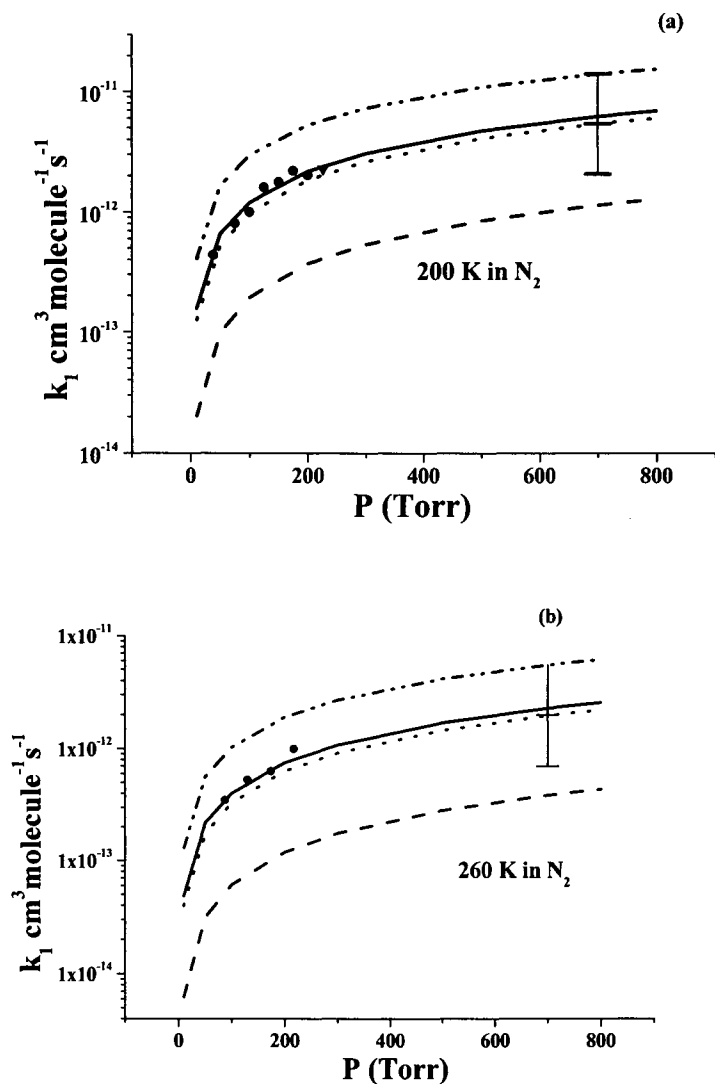 (a)
10⁻¹¹
10⁻¹²
10⁻¹³
10⁻¹⁴
k₁ cm³ molecule⁻¹s⁻¹
200 K in N₂
0 200 400 600 800
P (Torr)
(b)
1x10⁻¹¹
1x10⁻¹²
1x10⁻¹³
1x10⁻¹⁴
k₁ cm³ molecule⁻¹s⁻¹
260 K in N₂
0 200 400 600 800
P (Torr)